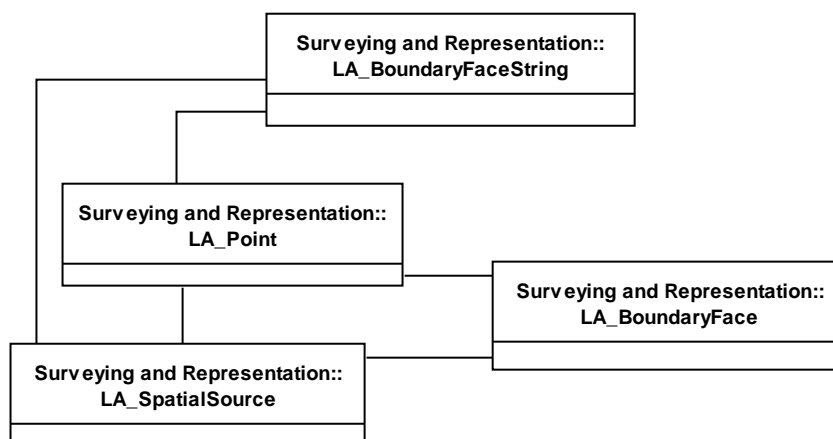 Surveying and Representation::
LA_BoundaryFaceString
Surveying and Representation::
LA_Point
Surveying and Representation::
LA_BoundaryFace
Surveying and Representation::
LA_SpatialSource